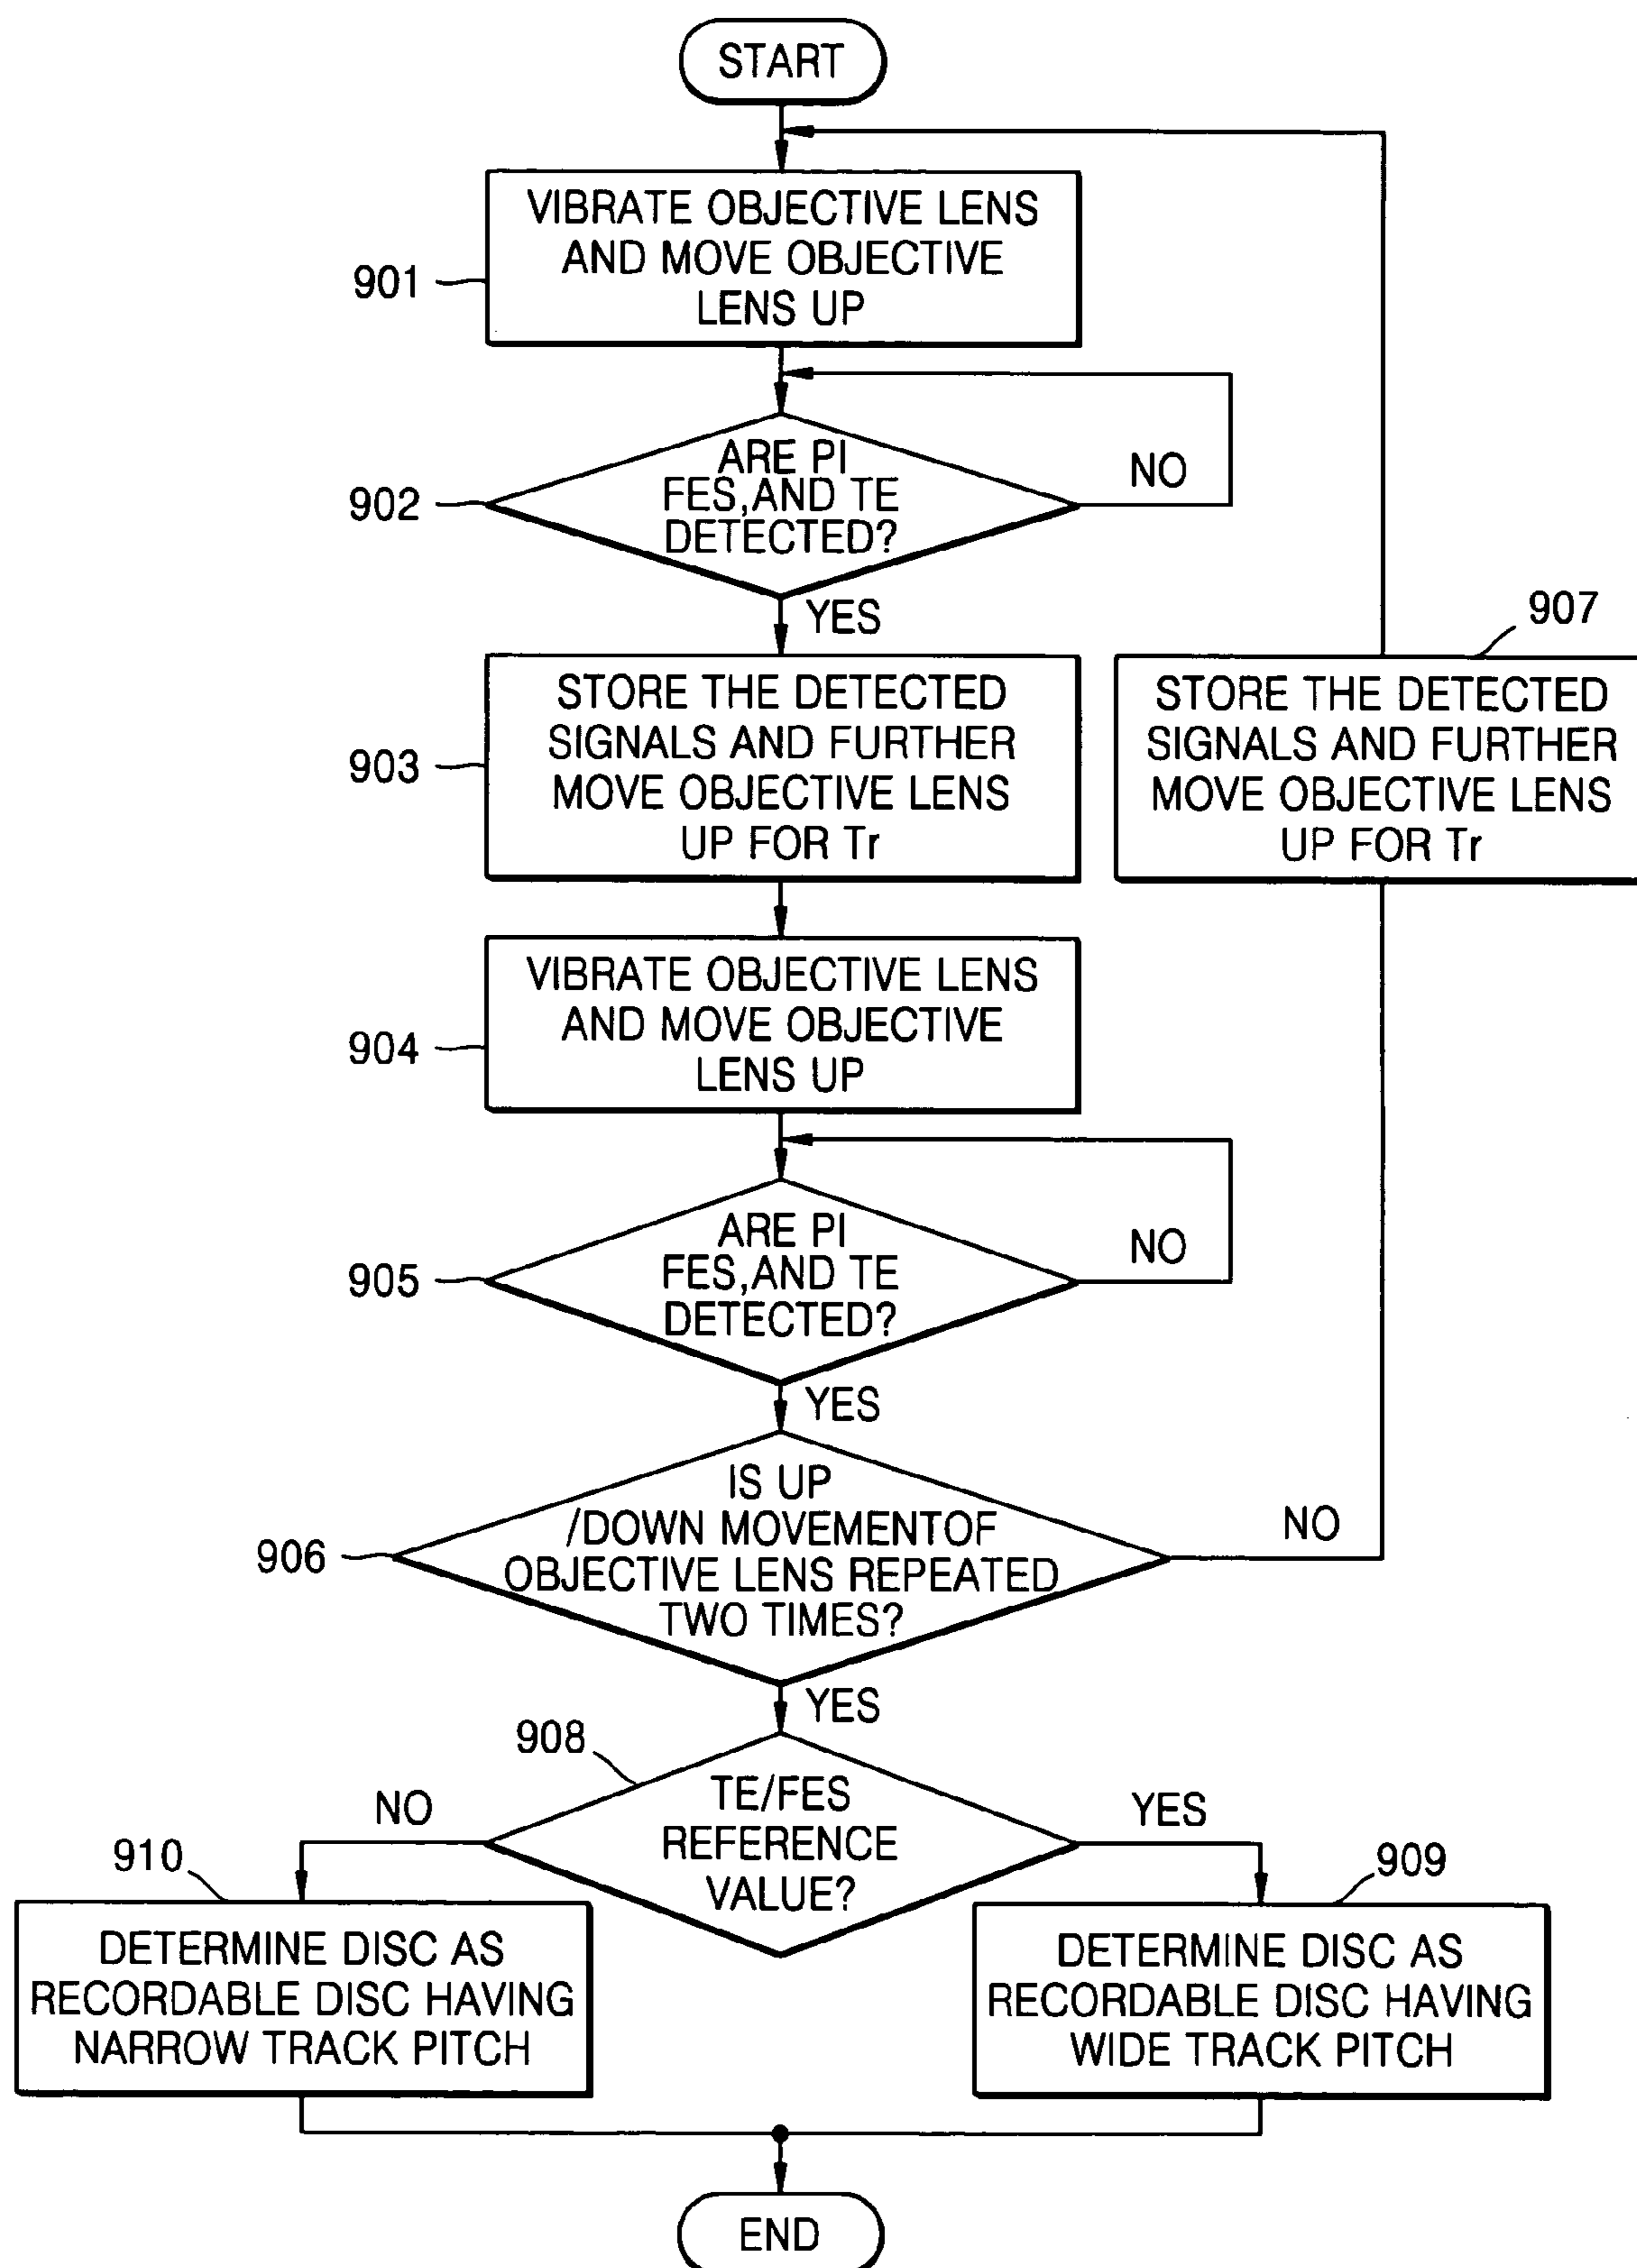 START
VIBRATE OBJECTIVE LENS
AND MOVE OBJECTIVE
LENS UP
901
ARE PI
FES,AND TE
DETECTED?
902
NO
YES
STORE THE DETECTED
SIGNALS AND FURTHER
MOVE OBJECTIVE LENS
UP FOR Tr
903
907
STORE THE DETECTED
SIGNALS AND FURTHER
MOVE OBJECTIVE LENS
UP FOR Tr
VIBRATE OBJECTIVE LENS
AND MOVE OBJECTIVE
LENS UP
904
ARE PI
FES,AND TE
DETECTED?
905
NO
YES
IS UP
/DOWN MOVEMENTOF
OBJECTIVE LENS REPEATED
TWO TIMES?
906
NO
YES
908
TE/FES
REFERENCE
VALUE?
NO
YES
910
DETERMINE DISC AS
RECORDABLE DISC HAVING
NARROW TRACK PITCH
909
DETERMINE DISC AS
RECORDABLE DISC HAVING
WIDE TRACK PITCH
END